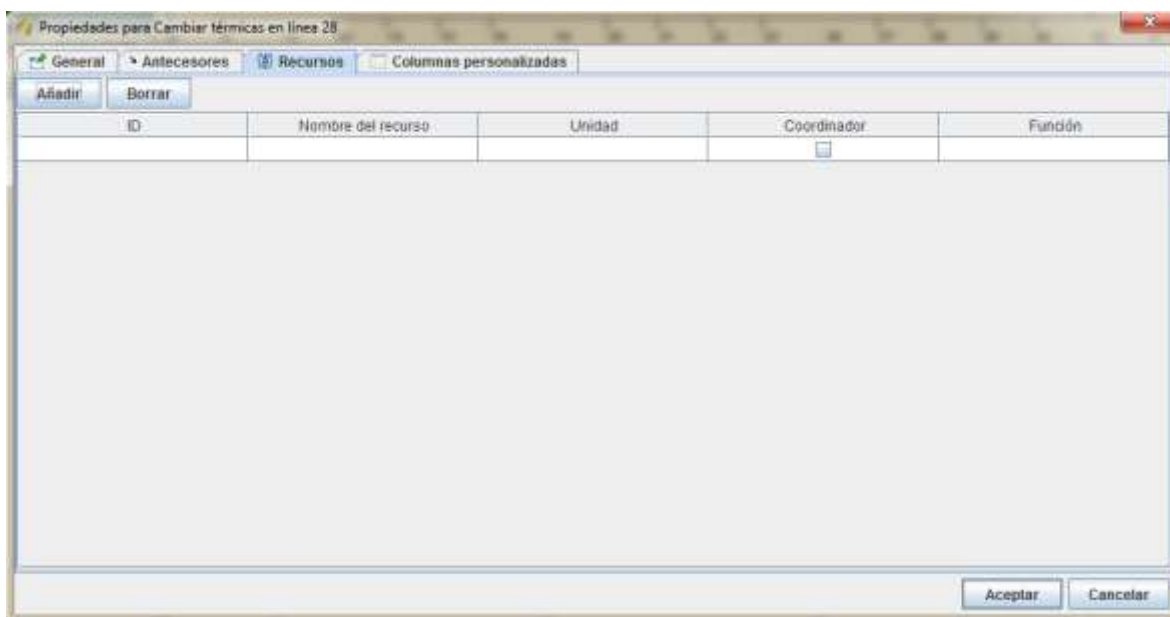 Propiedades para Cambiar térmicas en línea 28
General Antecesores Recursos Columnas personalizadas
Añadir Borrar
ID Nombre del recurso Unidad Coordinador Función
Aceptar Cancelar